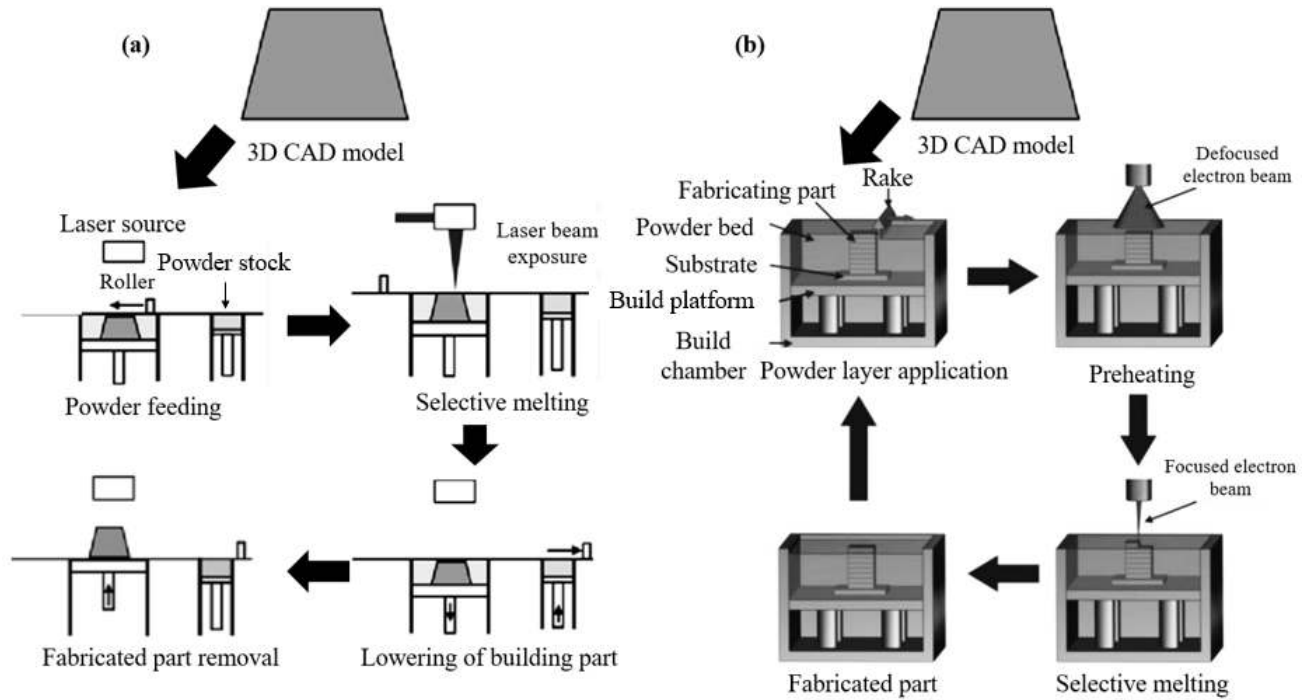 (a)
3D CAD model
Laser source
Roller
Powder stock
Powder feeding
Laser beam
exposure
Selective melting
Fabricated part removal
Lowering of building part
(b)
3D CAD model
Fabricating part
Rake
Powder bed
Substrate
Build platform
Build
chamber
Powder layer application
Defocused
electron beam
Preheating
Focused electron
beam
Fabricated part
Selective melting